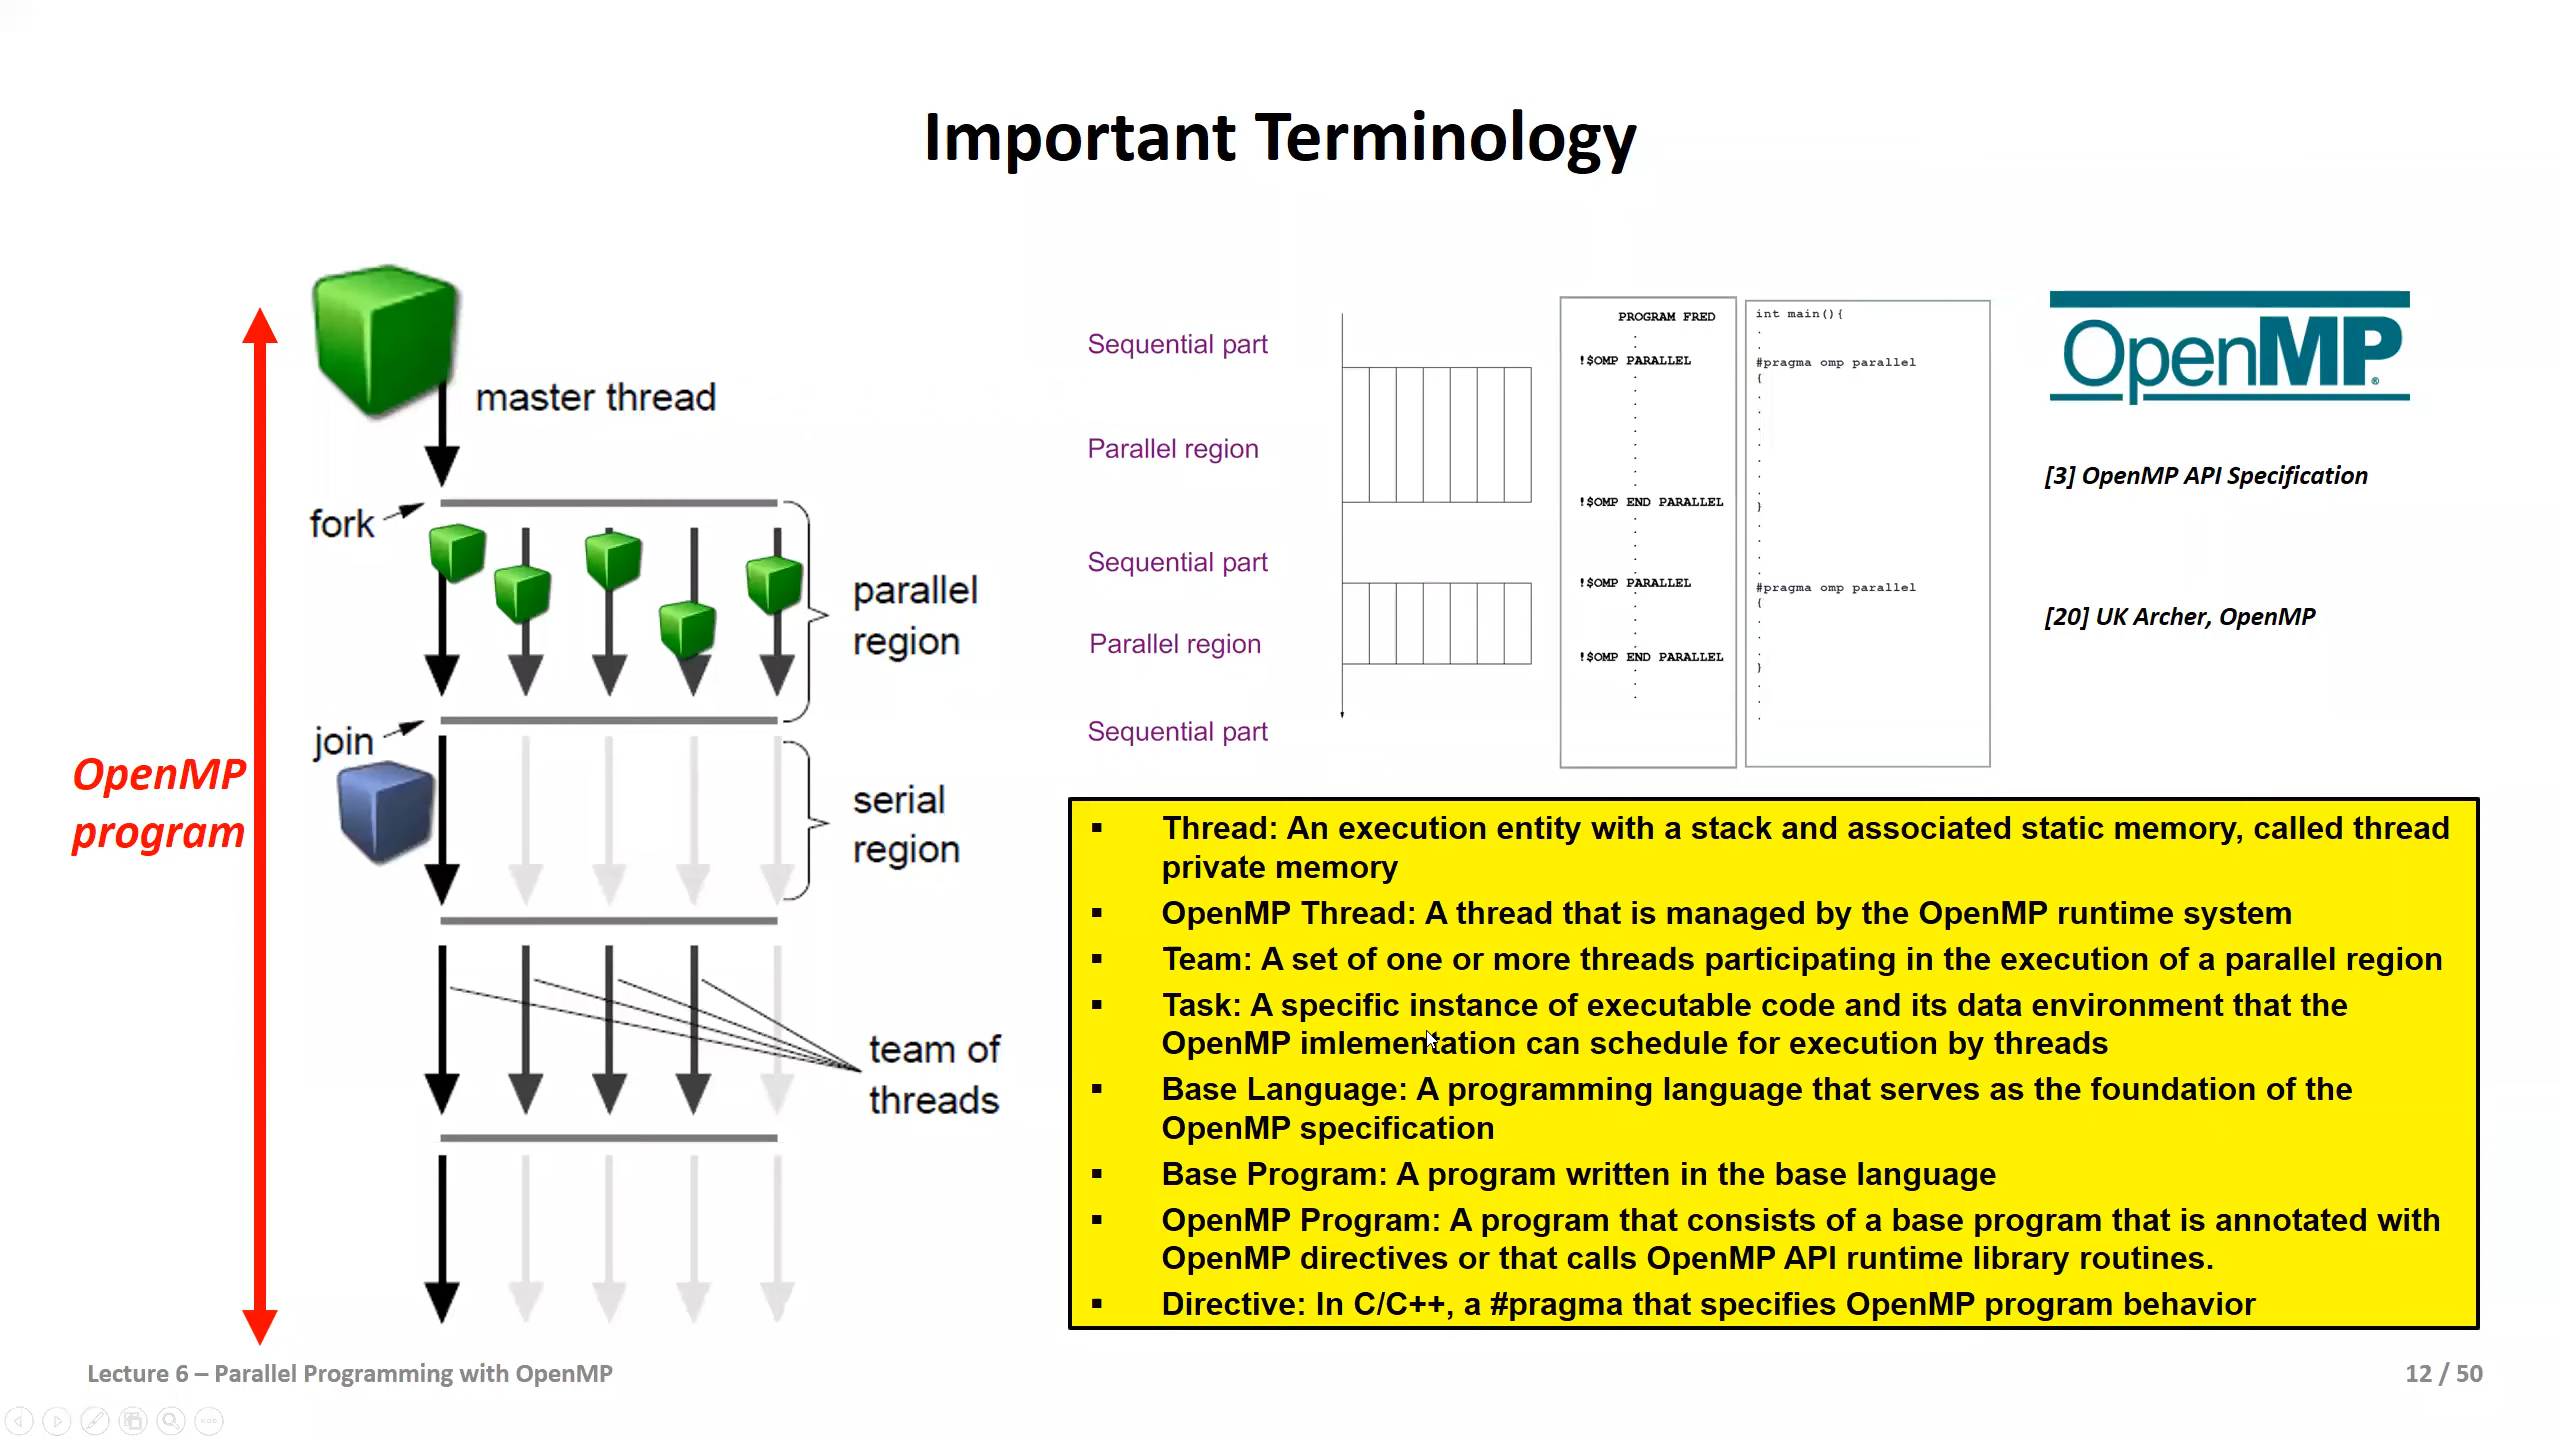 Important Terminology
master thread
fork
parallel
region
join
serial
region
OpenMP
program
team of
threads
Sequential part
Parallel region
Sequential part
Parallel region
Sequential part
PROGRAM FRED
!$OMP PARALLEL
!$OMP END PARALLEL
!$OMP PARALLEL
!$OMP END PARALLEL
int main(){
#pragma omp parallel
{
}
#pragma omp parallel
{
}
OpenMP®
[3] OpenMP API Specification
[20] UK Archer, OpenMP
▪ Thread: An execution entity with a stack and associated static memory, called thread
private memory
▪ OpenMP Thread: A thread that is managed by the OpenMP runtime system
▪ Team: A set of one or more threads participating in the execution of a parallel region
▪ Task: A specific instance of executable code and its data environment that the
OpenMP imlementation can schedule for execution by threads
▪ Base Language: A programming language that serves as the foundation of the
OpenMP specification
▪ Base Program: A program written in the base language
▪ OpenMP Program: A program that consists of a base program that is annotated with
OpenMP directives or that calls OpenMP API runtime library routines.
▪ Directive: In C/C++, a #pragma that specifies OpenMP program behavior
Lecture 6 – Parallel Programming with OpenMP
12 / 50